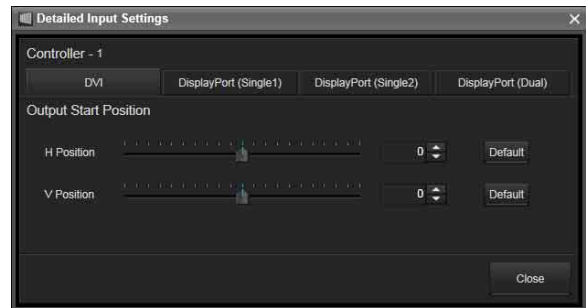 Detailed Input Settings
Controller - 1
DVI DisplayPort (Single1) DisplayPort (Single2) DisplayPort (Dual)
Output Start Position
H Position 0 Default
V Position 0 Default
Close